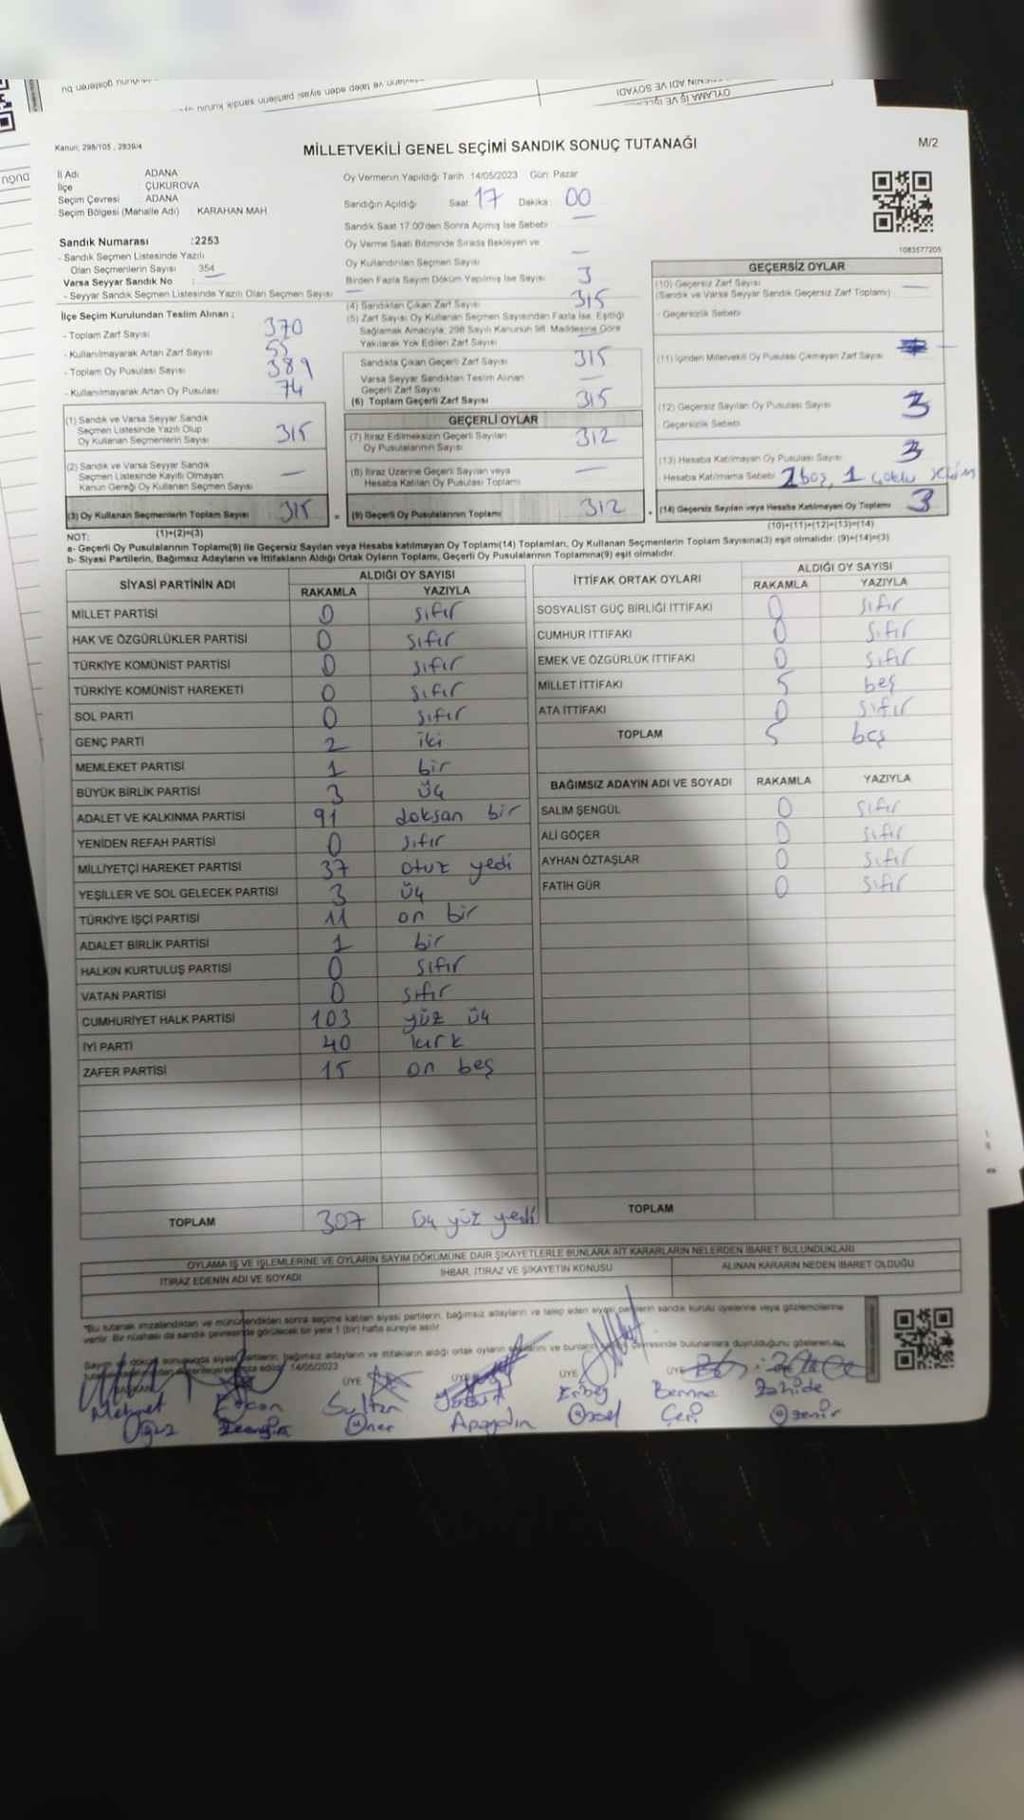 Kanun: 298/105 , 2839/4
MİLLETVEKİLİ GENEL SEÇİMİ SANDIK SONUÇ TUTANAĞI
M/2
İl Adı ADANA
İlçe ÇUKUROVA
Seçim Çevresi ADANA
Seçim Bölgesi (Mahalle Adı) KARAHAN MAH
Sandık Numarası :2253
- Sandık Seçmen Listesinde Yazılı
Olan Seçmenlerin Sayısı 354
Varsa Seyyar Sandık No
- Seyyar Sandık Seçmen Listesinde Yazılı Olan Seçmen Sayısı
İlçe Seçim Kurulundan Teslim Alınan ;
- Toplam Zarf Sayısı 370
- Kullanılmayarak Artan Zarf Sayısı 55
- Toplam Oy Pusulası Sayısı 389
- Kullanılmayarak Artan Oy Pusulası 74
(1) Sandık ve Varsa Seyyar Sandık
Seçmen Listesinde Yazılı Olup
Oy Kullanan Seçmenlerin Sayısı 315
(2) Sandık ve Varsa Seyyar Sandık
Seçmen Listesinde Kayıtlı Olmayan
Kanun Gereği Oy Kullanan Seçmen Sayısı —
(3) Oy Kullanan Seçmenlerin Toplam Sayısı 315
(1)+(2)=(3)
Oy Vermenin Yapıldığı Tarih 14/05/2023 Gün: Pazar
Sandığın Açıldığı Saat 17 Dakika 00
Sandık Saat 17.00'den Sonra Açılmış İse Sebebi —
Oy Verme Saati Bitiminde Sırada Bekleyen ve
Oy Kullandırılan Seçmen Sayısı —
Birden Fazla Sayım Döküm Yapılmış İse Sayısı 3
(4) Sandıktan Çıkan Zarf Sayısı 315
(5) Zarf Sayısı Oy Kullanan Seçmen Sayısından Fazla İse, Eşitliği
Sağlamak Amacıyla, 298 Sayılı Kanunun 98. Maddesine Göre
Yakılarak Yok Edilen Zarf Sayısı —
Sandıkta Çıkan Geçerli Zarf Sayısı 315
Varsa Seyyar Sandıktan Teslim Alınan
Geçerli Zarf Sayısı —
(6) Toplam Geçerli Zarf Sayısı 315
GEÇERLİ OYLAR
(7) İtiraz Edilmeksizin Geçerli Sayılan
Oy Pusulalarının Sayısı 312
(8) İtiraz Üzerine Geçerli Sayılan veya
Hesaba Katılan Oy Pusulası Toplamı —
(9) Geçerli Oy Pusulalarının Toplamı 312
1083577205
GEÇERSİZ OYLAR
(10) Geçersiz Zarf Sayısı —
(Sandık ve Varsa Seyyar Sandık Geçersiz Zarf Toplamı)
- Geçersizlik Sebebi
(11) İçinden Milletvekili Oy Pusulası Çıkmayan Zarf Sayısı —
(12) Geçersiz Sayılan Oy Pusulası Sayısı 3
- Geçersizlik Sebebi
(13) Hesaba Katılmayan Oy Pusulası Sayısı 3
Hesaba Katılmama Sebebi 2 boş, 1 çoklu seçim
(14) Geçersiz Sayılan veya Hesaba Katılmayan Oy Toplamı 3
(10)+(11)+(12)+(13)=(14)
NOT:
a- Geçerli Oy Pusulalarının Toplamı(9) ile Geçersiz Sayılan veya Hesaba katılmayan Oy Toplamı(14) Toplamları, Oy Kullanan Seçmenlerin Toplam Sayısına(3) eşit olmalıdır. (9)+(14)=(3)
b- Siyasi Partilerin, Bağımsız Adayların ve İttifakların Aldığı Ortak Oyların Toplamı, Geçerli Oy Pusulalarının Toplamına(9) eşit olmalıdır.
SİYASİ PARTİNİN ADI ALDIĞI OY SAYISI
RAKAMLA YAZIYLA
MİLLET PARTİSİ 0 sıfır
HAK VE ÖZGÜRLÜKLER PARTİSİ 0 sıfır
TÜRKİYE KOMÜNİST PARTİSİ 0 sıfır
TÜRKİYE KOMÜNİST HAREKETİ 0 sıfır
SOL PARTİ 0 sıfır
GENÇ PARTİ 2 iki
MEMLEKET PARTİSİ 1 bir
BÜYÜK BİRLİK PARTİSİ 3 üç
ADALET VE KALKINMA PARTİSİ 91 doksan bir
YENİDEN REFAH PARTİSİ 0 sıfır
MİLLİYETÇİ HAREKET PARTİSİ 37 otuz yedi
YEŞİLLER VE SOL GELECEK PARTİSİ 3 üç
TÜRKİYE İŞÇİ PARTİSİ 11 on bir
ADALET BİRLİK PARTİSİ 1 bir
HALKIN KURTULUŞ PARTİSİ 0 sıfır
VATAN PARTİSİ 0 sıfır
CUMHURİYET HALK PARTİSİ 103 yüz üç
İYİ PARTİ 40 kırk
ZAFER PARTİSİ 15 on beş
TOPLAM 307 Üç yüz yedi
İTTİFAK ORTAK OYLARI ALDIĞI OY SAYISI
RAKAMLA YAZIYLA
SOSYALİST GÜÇ BİRLİĞİ İTTİFAKI 0 sıfır
CUMHUR İTTİFAKI 0 sıfır
EMEK VE ÖZGÜRLÜK İTTİFAKI 0 sıfır
MİLLET İTTİFAKI 5 beş
ATA İTTİFAKI 0 sıfır
TOPLAM 5 beş
BAĞIMSIZ ADAYIN ADI VE SOYADI RAKAMLA YAZIYLA
SALİM ŞENGÜL 0 sıfır
ALİ GÖÇER 0 sıfır
AYHAN ÖZTAŞLAR 0 sıfır
FATİH GÜR 0 sıfır
TOPLAM
OYLAMA İŞ VE İŞLEMLERİNE VE OYLARIN SAYIM DÖKÜMÜNE DAİR ŞİKAYETLERLE BUNLARA AİT KARARLARIN NELERDEN İBARET BULUNDUKLARI
İTİRAZ EDENİN ADI VE SOYADI İHBAR, İTİRAZ VE ŞİKAYETİN KONUSU ALINAN KARARIN NEDEN İBARET OLDUĞU
14/05/2023
BAŞKAN ÜYE ÜYE ÜYE ÜYE
Mehmet Sultan Erbey Berna Zahide
Oğuz Öner Apaydın Özel Çeri Özenir